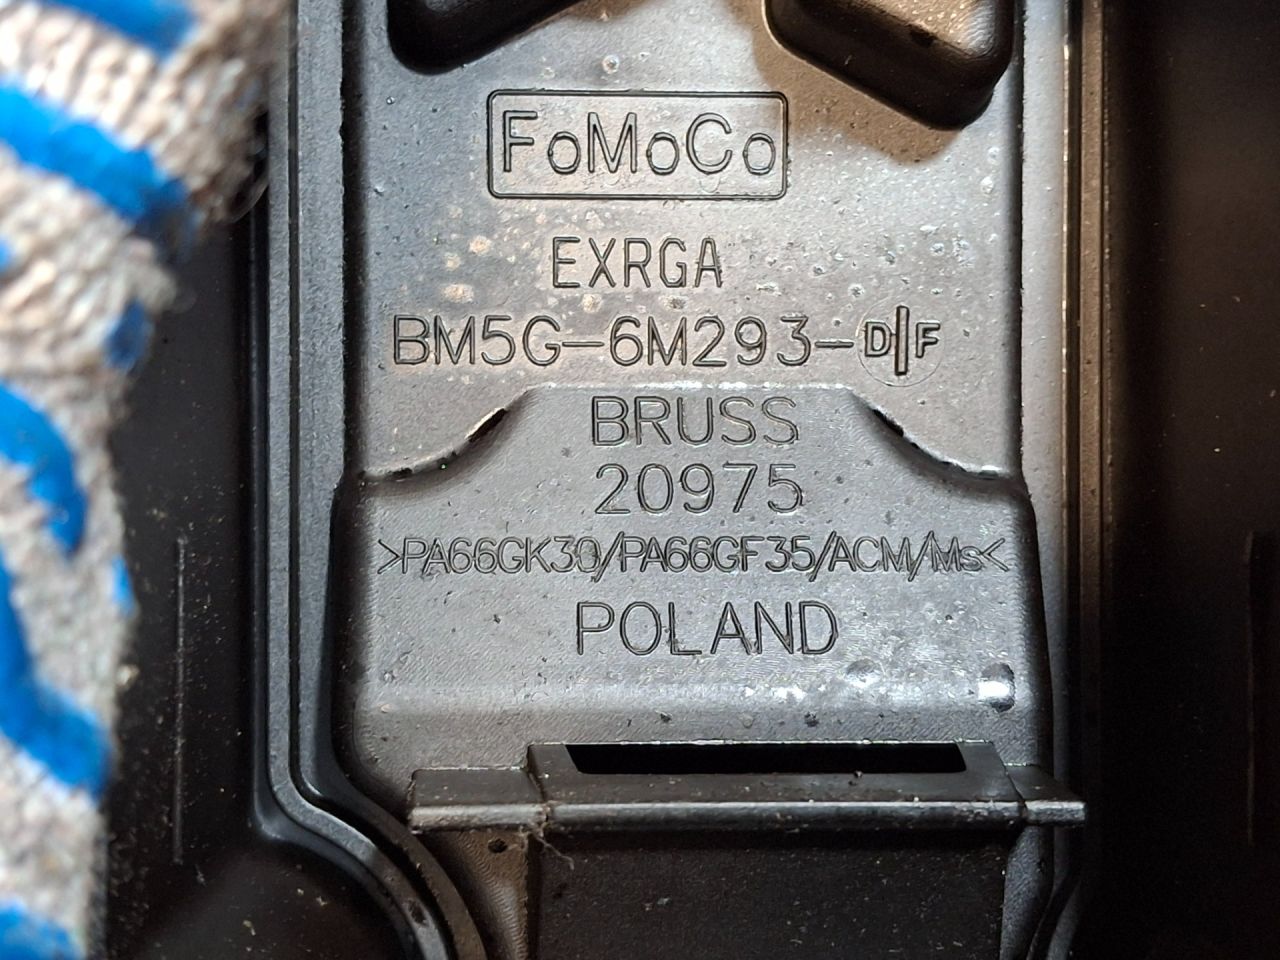 FoMoCo
EXRGA
BM5G-6M293-D|F
BRUSS
20975
>PA66GK30/PA66GF35/ACM/Ms<
POLAND